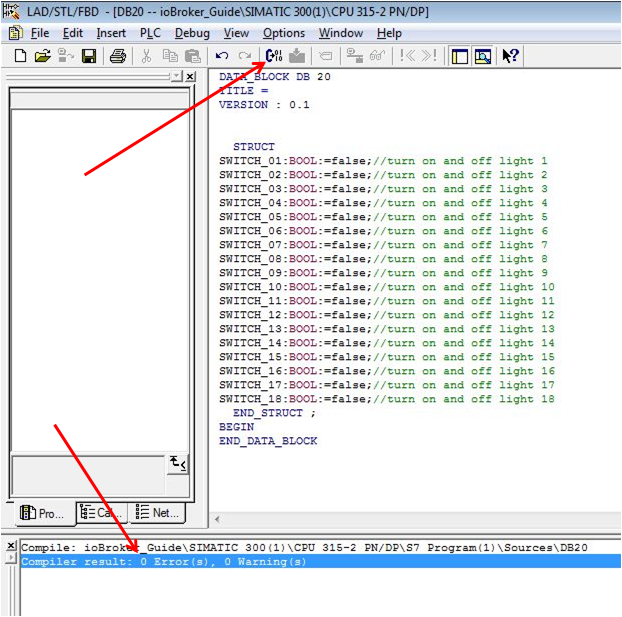 LAD/STL/FBD - [DB20 -- ioBroker_Guide\SIMATIC 300(1)\CPU 315-2 PN/DP]
File Edit Insert PLC Debug View Options Window Help
DATA_BLOCK DB 20
TITLE =
VERSION : 0.1
STRUCT
SWITCH_01:BOOL:=false;//turn on and off light 1
SWITCH_02:BOOL:=false;//turn on and off light 2
SWITCH_03:BOOL:=false;//turn on and off light 3
SWITCH_04:BOOL:=false;//turn on and off light 4
SWITCH_05:BOOL:=false;//turn on and off light 5
SWITCH_06:BOOL:=false;//turn on and off light 6
SWITCH_07:BOOL:=false;//turn on and off light 7
SWITCH_08:BOOL:=false;//turn on and off light 8
SWITCH_09:BOOL:=false;//turn on and off light 9
SWITCH_10:BOOL:=false;//turn on and off light 10
SWITCH_11:BOOL:=false;//turn on and off light 11
SWITCH_12:BOOL:=false;//turn on and off light 12
SWITCH_13:BOOL:=false;//turn on and off light 13
SWITCH_14:BOOL:=false;//turn on and off light 14
SWITCH_15:BOOL:=false;//turn on and off light 15
SWITCH_16:BOOL:=false;//turn on and off light 16
SWITCH_17:BOOL:=false;//turn on and off light 17
SWITCH_18:BOOL:=false;//turn on and off light 18
END_STRUCT ;
BEGIN
END_DATA_BLOCK
Pro... Cal... Net...
Compile: ioBroker_Guide\SIMATIC 300(1)\CPU 315-2 PN/DP\S7 Program(1)\Sources\DB20
Compiler result: 0 Error(s), 0 Warning(s)